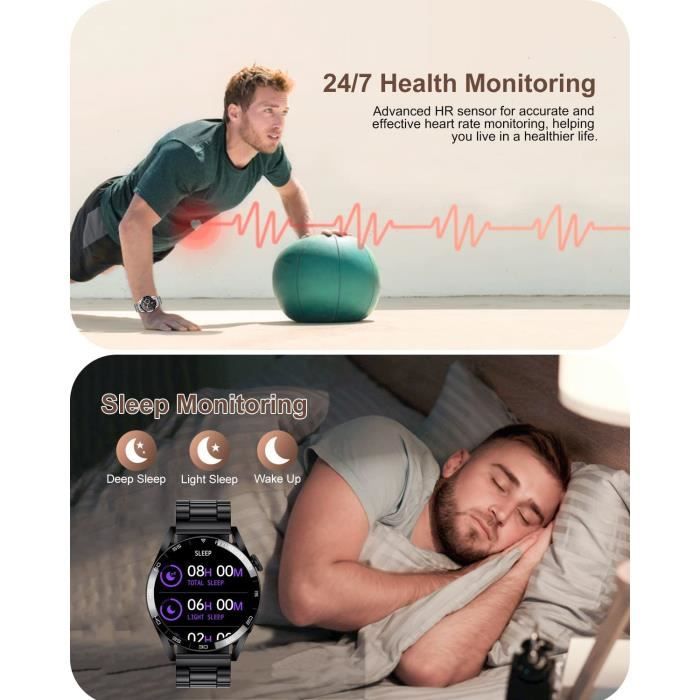 24/7 Health Monitoring
Advanced HR sensor for accurate and
effective heart rate monitoring, helping
you live in a healthier life.
Sleep Monitoring
Deep Sleep Light Sleep Wake Up
SLEEP
08H 00M
TOTAL SLEEP
06H 00M
LIGHT SLEEP